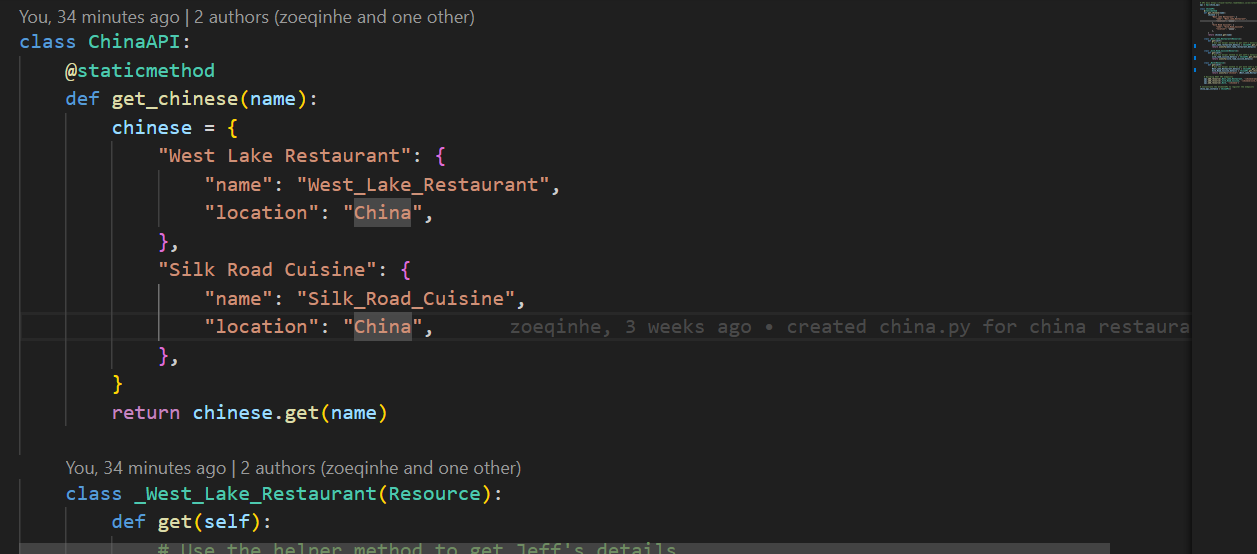 You, 34 minutes ago | 2 authors (zoeqinhe and one other)
class ChinaAPI:
@staticmethod
def get_chinese(name):
chinese = {
"West Lake Restaurant": {
"name": "West_Lake_Restaurant",
"location": "China",
},
"Silk Road Cuisine": {
"name": "Silk_Road_Cuisine",
"location": "China", zoeqinhe, 3 weeks ago • created china.py for china restaura
},
}
return chinese.get(name)
You, 34 minutes ago | 2 authors (zoeqinhe and one other)
class _West_Lake_Restaurant(Resource):
def get(self):
# Use the helper method to get Jeff's details